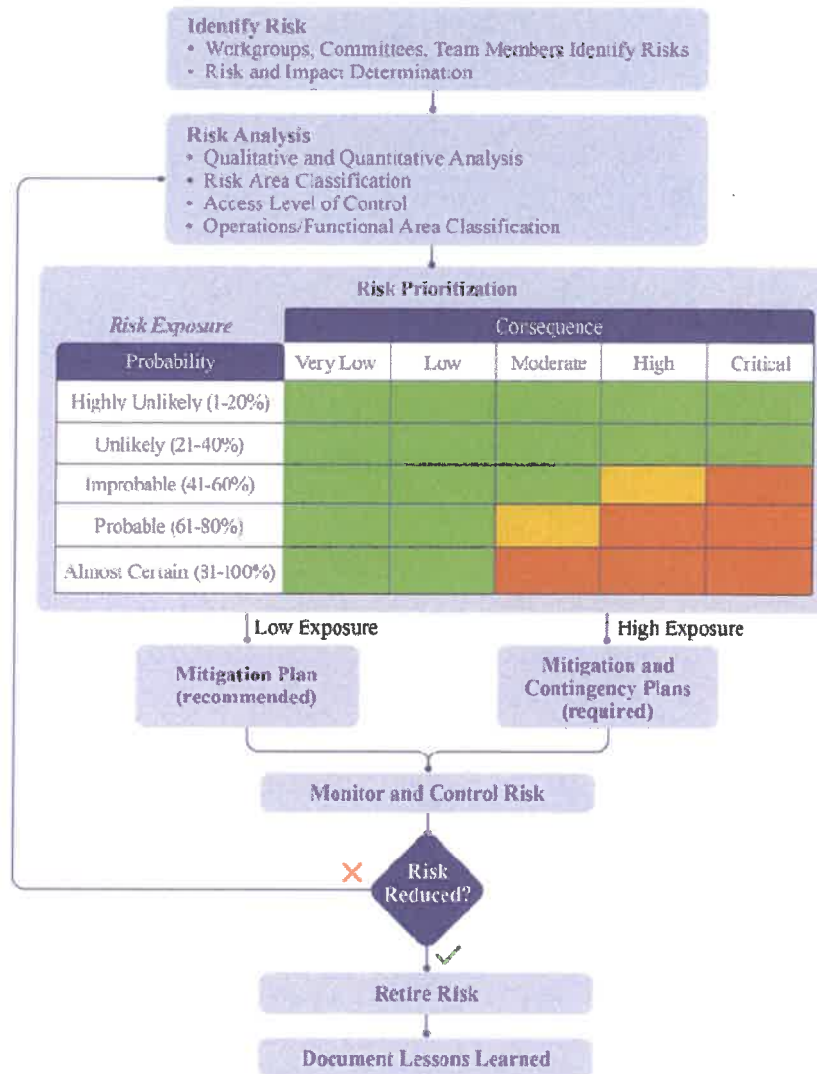 Identify Risk
• Workgroups, Committees, Team Members Identify Risks
• Risk and Impact Determination
Risk Analysis
• Qualitative and Quantitative Analysis
• Risk Area Classification
• Access Level of Control
• Operations/Functional Area Classification
Risk Prioritization
Risk Exposure
Consequence
Probability
Very Low
Low
Moderate
High
Critical
Highly Unlikely (1-20%)
Unlikely (21-40%)
Improbable (41-60%)
Probable (61-80%)
Almost Certain (81-100%)
Low Exposure
High Exposure
Mitigation Plan
(recommended)
Mitigation and
Contingency Plans
(required)
Monitor and Control Risk
Risk
Reduced?
Retire Risk
Document Lessons Learned